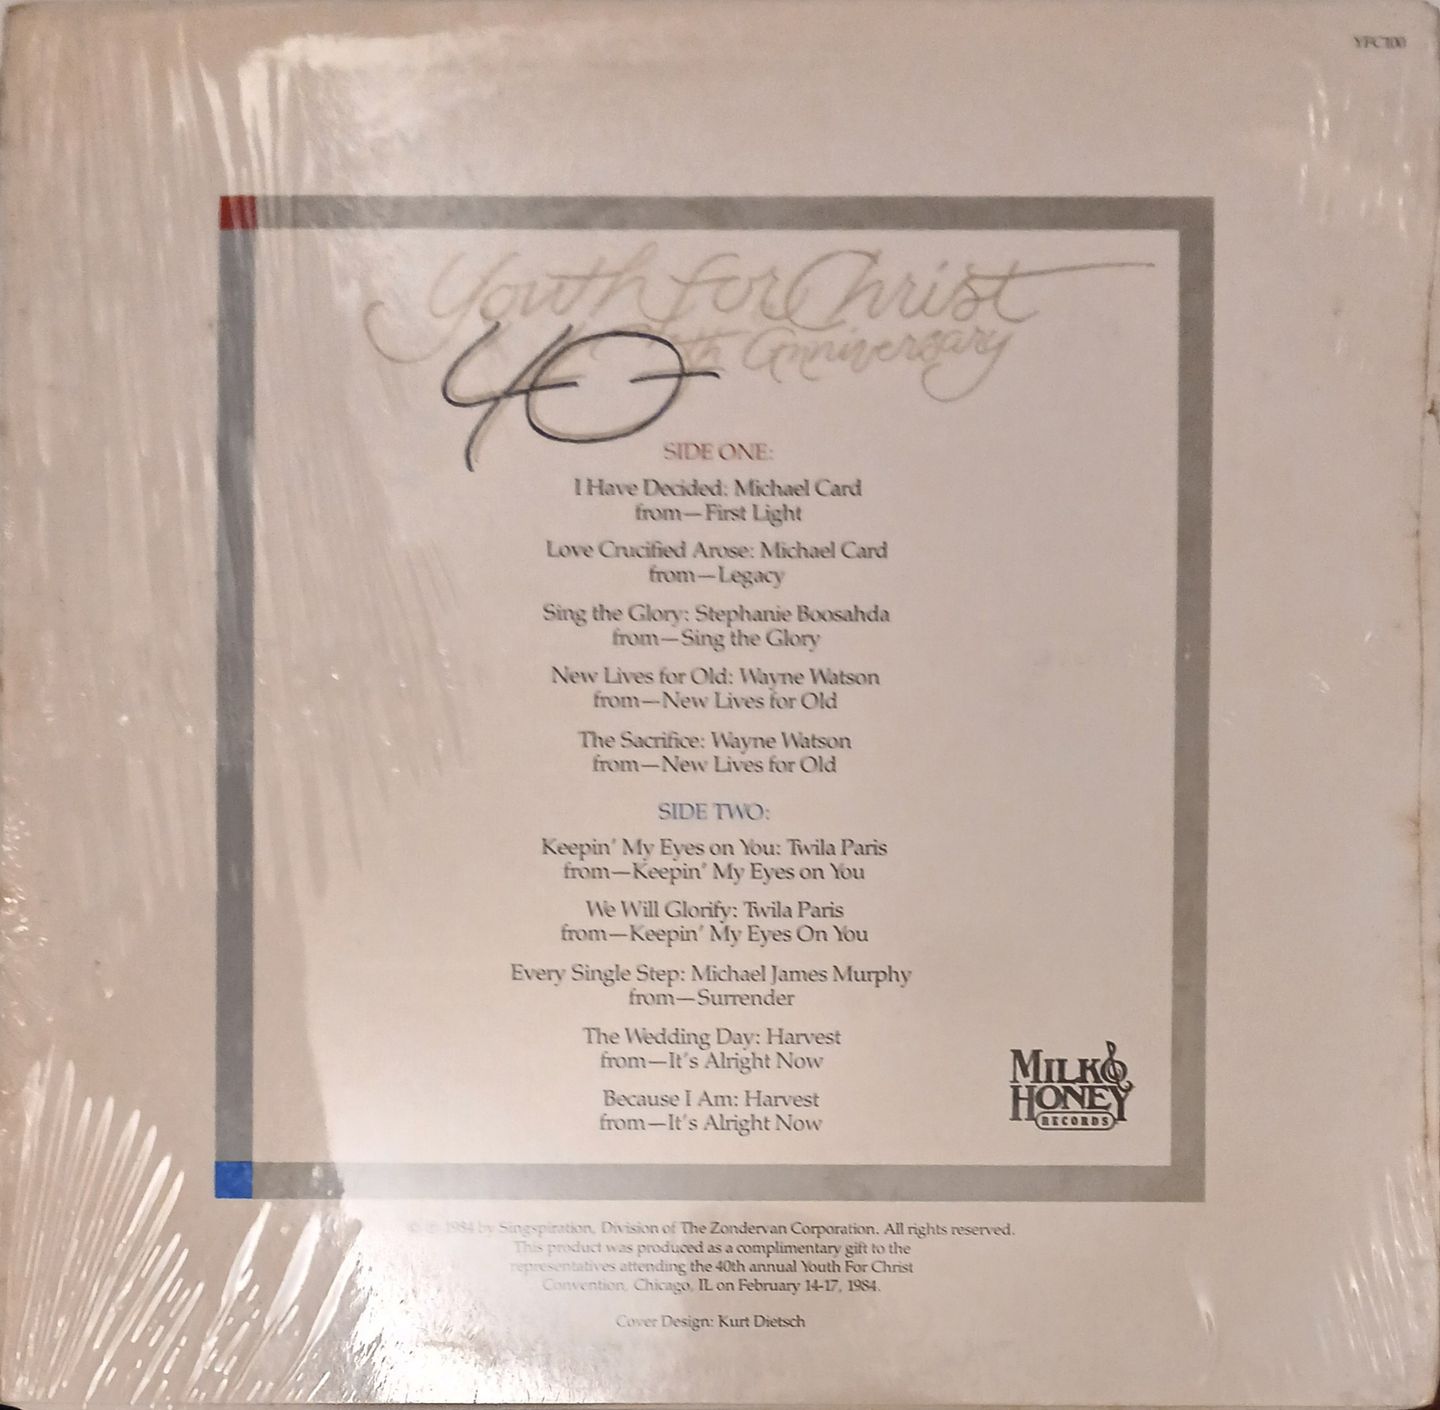 YFC100
Youth for Christ
40th Anniversary
SIDE ONE:
I Have Decided: Michael Card
from—First Light
Love Crucified Arose: Michael Card
from—Legacy
Sing the Glory: Stephanie Boosahda
from—Sing the Glory
New Lives for Old: Wayne Watson
from—New Lives for Old
The Sacrifice: Wayne Watson
from—New Lives for Old
SIDE TWO:
Keepin' My Eyes on You: Twila Paris
from—Keepin' My Eyes on You
We Will Glorify: Twila Paris
from—Keepin' My Eyes On You
Every Single Step: Michael James Murphy
from—Surrender
The Wedding Day: Harvest
from—It's Alright Now
Because I Am: Harvest
from—It's Alright Now
MILK &
HONEY
RECORDS
© ℗ 1984 by Singspiration, Division of The Zondervan Corporation. All rights reserved.
This product was produced as a complimentary gift to the
representatives attending the 40th annual Youth For Christ
Convention, Chicago, IL on February 14-17, 1984.
Cover Design: Kurt Dietsch